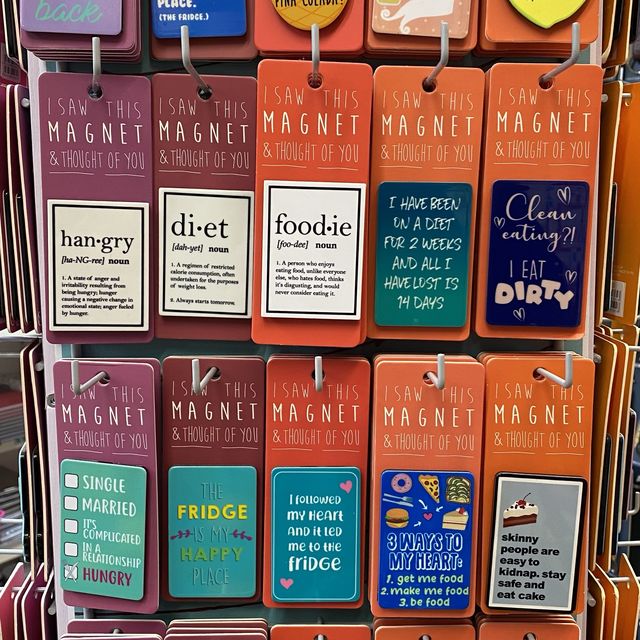 back
PLACE.
(THE FRIDGE.)
PINA COLADA?
I SAW THIS
MAGNET
& THOUGHT OF YOU
han·gry
[ha-NG-ree] noun
1. A state of anger and
irritability resulting from
being hungry; hunger
causing a negative change in
emotional state; anger fueled
by hunger.
I SAW THIS
MAGNET
& THOUGHT OF YOU
di·et
[dah-yet] noun
1. A regimen of restricted
calorie consumption, often
undertaken for the purposes
of weight loss.
2. Always starts tomorrow.
I SAW THIS
MAGNET
& THOUGHT OF YOU
food·ie
[foo-dee] noun
1. A person who enjoys
eating food, unlike everyone
else, who hates food, thinks
it's disgusting, and would
never consider eating it.
I SAW THIS
MAGNET
& THOUGHT OF YOU
I HAVE BEEN
ON A DIET
FOR 2 WEEKS
AND ALL I
HAVE LOST IS
14 DAYS
I SAW THIS
MAGNET
& THOUGHT OF YOU
Clean
eating?!
I EAT
DIRTY
I SAW THIS
MAGNET
& THOUGHT OF YOU
SINGLE
MARRIED
IT'S
COMPLICATED
IN A
RELATIONSHIP
HUNGRY
I SAW THIS
MAGNET
& THOUGHT OF YOU
THE
FRIDGE
IS MY
HAPPY
PLACE
I SAW THIS
MAGNET
& THOUGHT OF YOU
I followed
my heart
and it led
me to the
fridge
I SAW THIS
MAGNET
& THOUGHT OF YOU
3 WAYS TO
MY HEART:
1. get me food
2. make me food
3. be food
I SAW THIS
MAGNET
& THOUGHT OF YOU
skinny
people are
easy to
kidnap. stay
safe and
eat cake